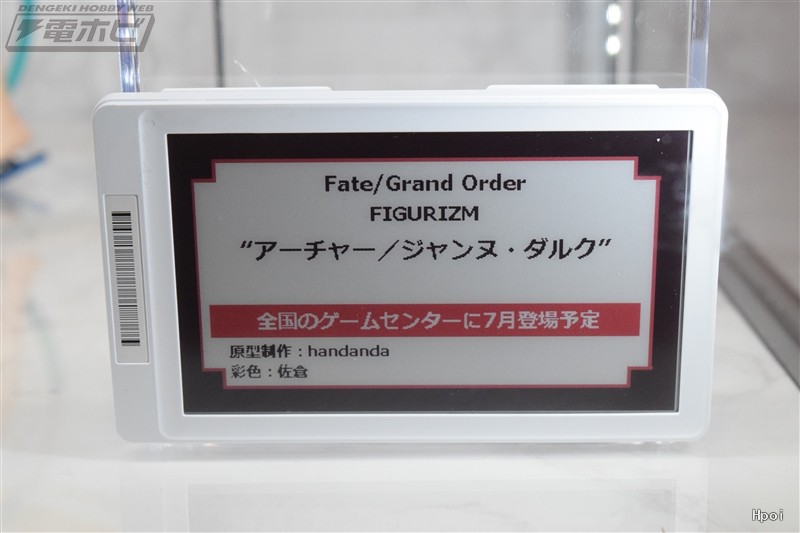 DENGEKI HOBBY WEB
電ホビ
Fate/Grand Order
FIGURIZM
“アーチャー／ジャンヌ・ダルク”
全国のゲームセンターに7月登場予定
原型制作：handanda
彩色：佐倉
Hpoi